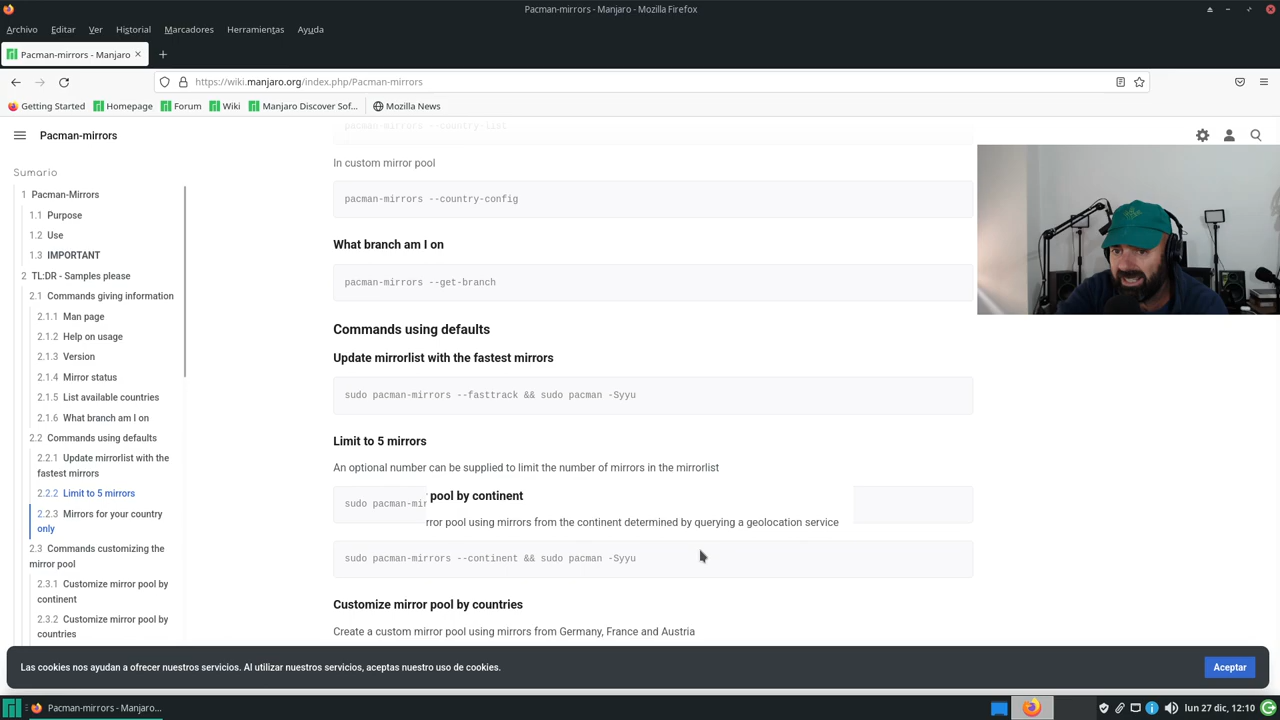 Pacman-mirrors - Manjaro - Mozilla Firefox
Archivo Editar Ver Historial Marcadores Herramientas Ayuda
Pacman-mirrors - Manjaro
https://wiki.manjaro.org/index.php/Pacman-mirrors
Getting Started Homepage Forum Wiki Manjaro Discover Sof... Mozilla News
Pacman-mirrors
Sumario
1 Pacman-Mirrors
1.1 Purpose
1.2 Use
1.3 IMPORTANT
2 TL:DR - Samples please
2.1 Commands giving information
2.1.1 Man page
2.1.2 Help on usage
2.1.3 Version
2.1.4 Mirror status
2.1.5 List available countries
2.1.6 What branch am I on
2.2 Commands using defaults
2.2.1 Update mirrorlist with the
fastest mirrors
2.2.2 Limit to 5 mirrors
2.2.3 Mirrors for your country
only
2.3 Commands customizing the
mirror pool
2.3.1 Customize mirror pool by
continent
2.3.2 Customize mirror pool by
countries
pacman-mirrors --country-list
In custom mirror pool
pacman-mirrors --country-config
What branch am I on
pacman-mirrors --get-branch
Commands using defaults
Update mirrorlist with the fastest mirrors
sudo pacman-mirrors --fasttrack && sudo pacman -Syyu
Limit to 5 mirrors
An optional number can be supplied to limit the number of mirrors in the mirrorlist
pool by continent
sudo pacman-mir
rror pool using mirrors from the continent determined by querying a geolocation service
sudo pacman-mirrors --continent && sudo pacman -Syyu
Customize mirror pool by countries
Create a custom mirror pool using mirrors from Germany, France and Austria
Las cookies nos ayudan a ofrecer nuestros servicios. Al utilizar nuestros servicios, aceptas nuestro uso de cookies.
Aceptar
Pacman-mirrors - Manjaro...
lun 27 dic, 12:10